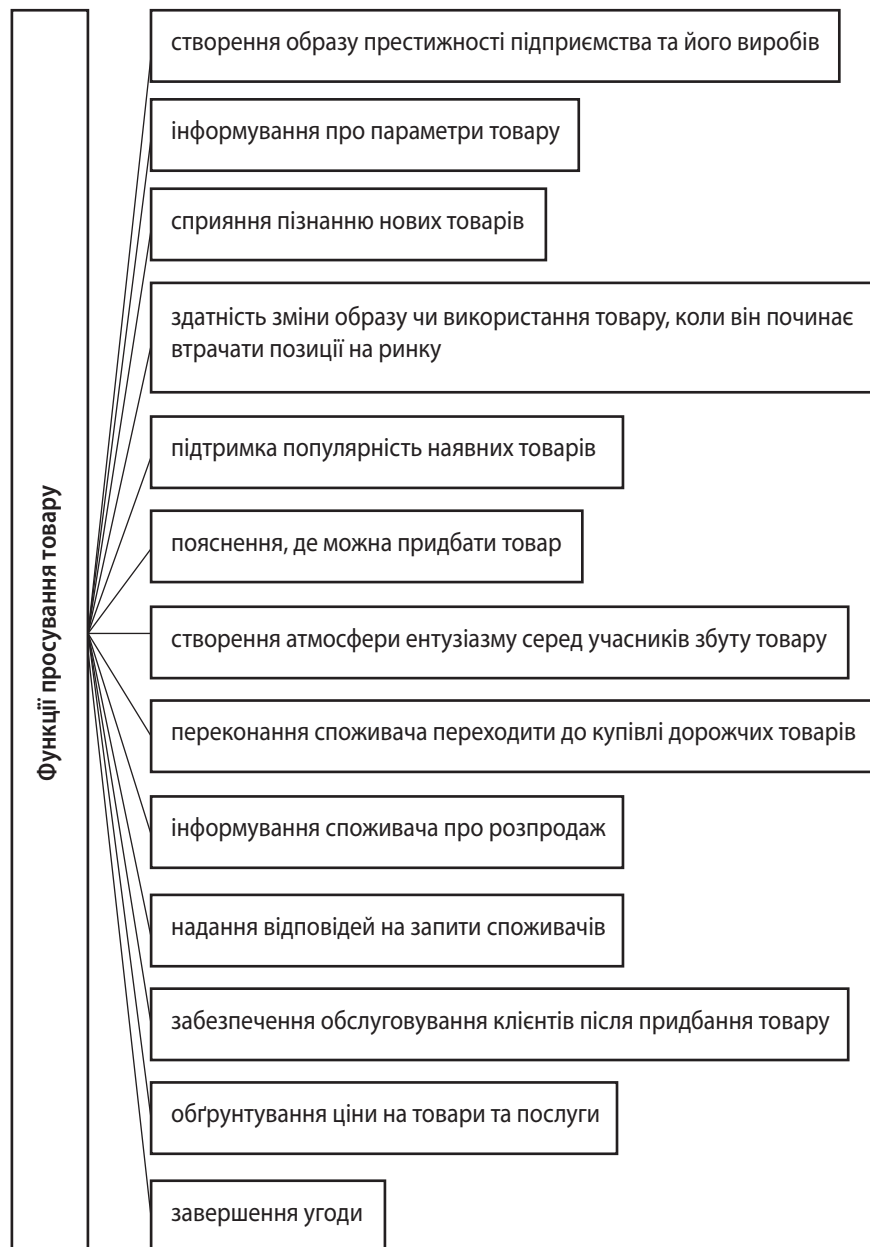 Функції просування товару
створення образу престижності підприємства та його виробів
інформування про параметри товару
сприяння пізнанню нових товарів
здатність зміни образу чи використання товару, коли він починає
втрачати позиції на ринку
підтримка популярність наявних товарів
пояснення, де можна придбати товар
створення атмосфери ентузіазму серед учасників збуту товару
переконання споживача переходити до купівлі дорожчих товарів
інформування споживача про розпродаж
надання відповідей на запити споживачів
забезпечення обслуговування клієнтів після придбання товару
обґрунтування ціни на товари та послуги
завершення угоди